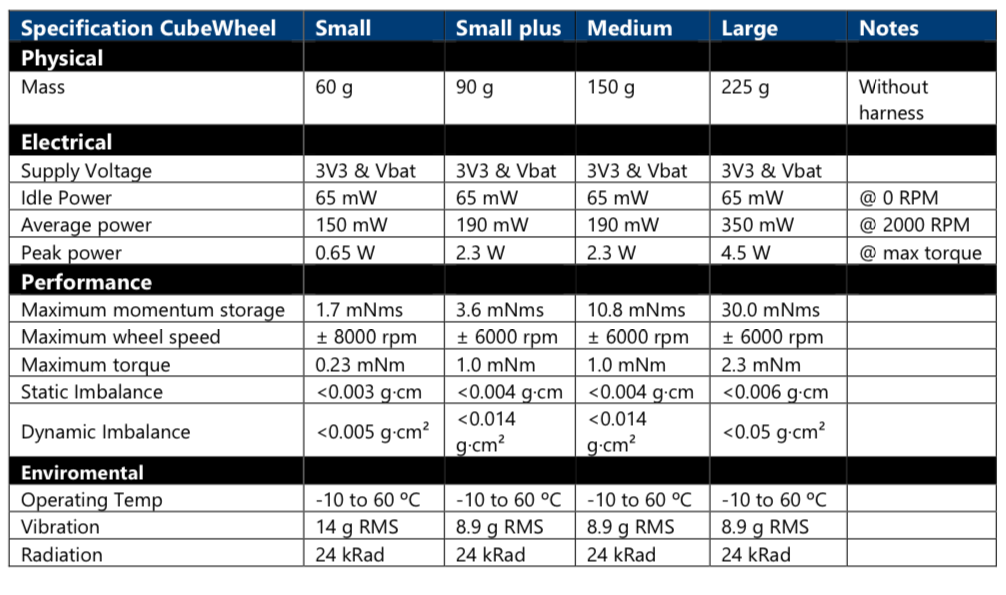 Specification CubeWheel Small Small plus Medium Large Notes
Physical
Mass 60 g 90 g 150 g 225 g Without
harness
Electrical
Supply Voltage 3V3 & Vbat 3V3 & Vbat 3V3 & Vbat 3V3 & Vbat
Idle Power 65 mW 65 mW 65 mW 65 mW @ 0 RPM
Average power 150 mW 190 mW 190 mW 350 mW @ 2000 RPM
Peak power 0.65 W 2.3 W 2.3 W 4.5 W @ max torque
Performance
Maximum momentum storage 1.7 mNms 3.6 mNms 10.8 mNms 30.0 mNms
Maximum wheel speed ± 8000 rpm ± 6000 rpm ± 6000 rpm ± 6000 rpm
Maximum torque 0.23 mNm 1.0 mNm 1.0 mNm 2.3 mNm
Static Imbalance <0.003 g·cm <0.004 g·cm <0.004 g·cm <0.006 g·cm
Dynamic Imbalance <0.005 g·cm² <0.014 g·cm² <0.014 g·cm² <0.05 g·cm²
Enviromental
Operating Temp -10 to 60 ºC -10 to 60 ºC -10 to 60 ºC -10 to 60 ºC
Vibration 14 g RMS 8.9 g RMS 8.9 g RMS 8.9 g RMS
Radiation 24 kRad 24 kRad 24 kRad 24 kRad